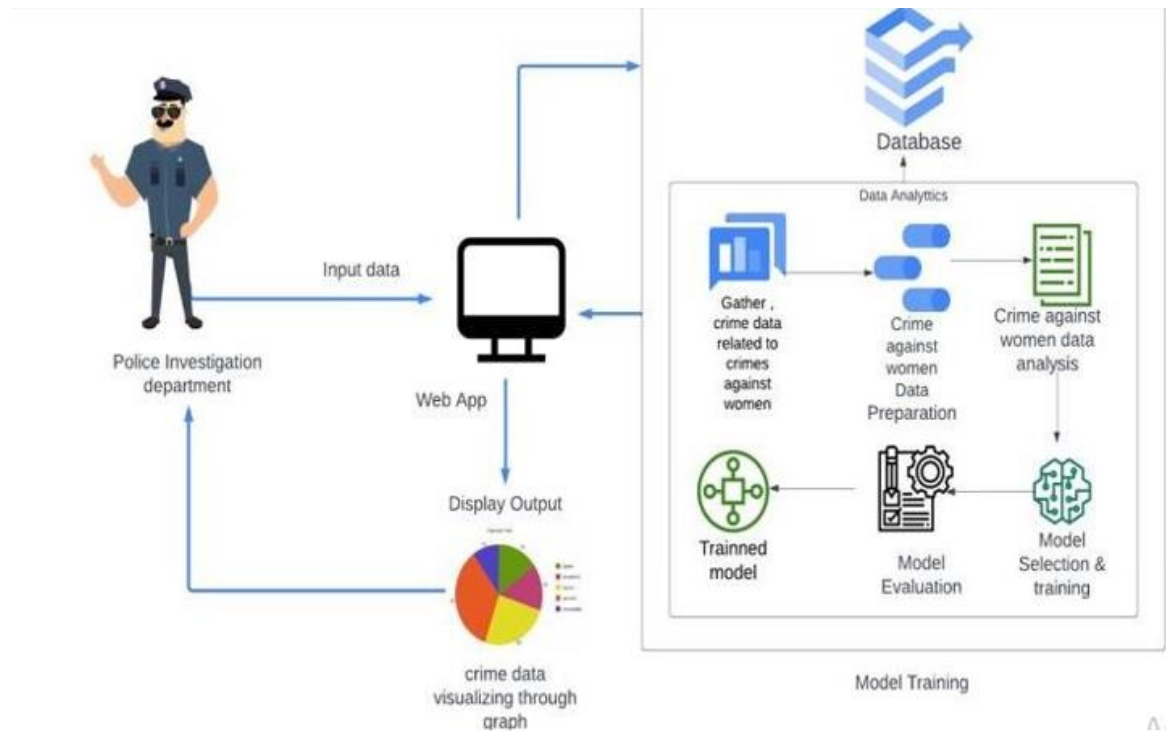 Database
Data Analyttics
Input data
Gather ,
crime data
related to
crimes
against
women
Crime
against
women
Data
Preparation
Crime against
women data
analysis
Police Investigation
department
Web App
Display Output
Trainned
model
Model
Evaluation
Model
Selection &
training
crime data
visualizing through
graph
Model Training